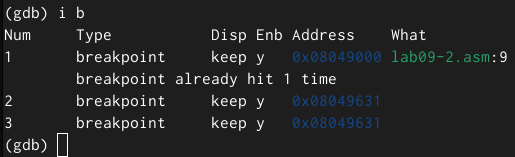 (gdb) i b
Num     Type           Disp Enb Address    What
1       breakpoint     keep y   0x08049000 lab09-2.asm:9
        breakpoint already hit 1 time
2       breakpoint     keep y   0x08049631
3       breakpoint     keep y   0x08049631
(gdb)